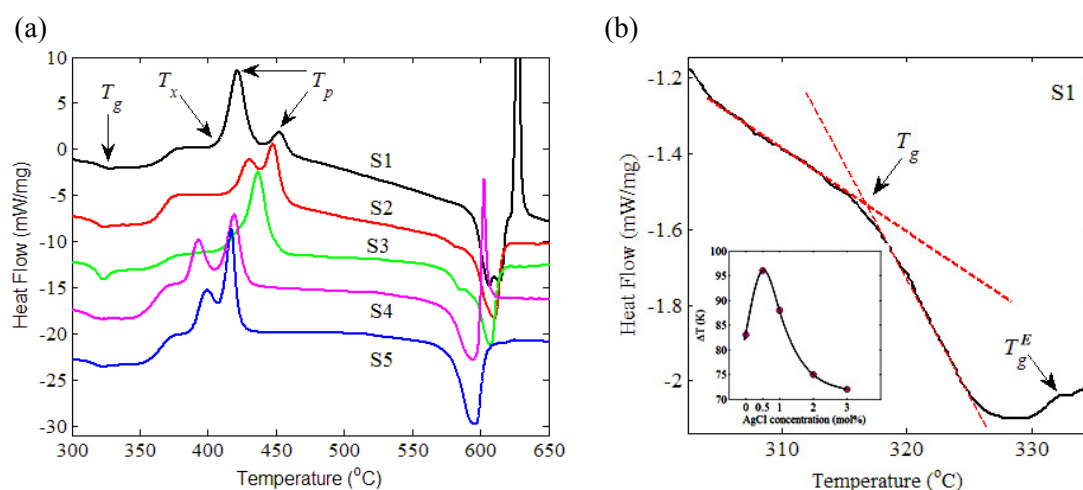 (a)
(b)
10
5
0
-5
-10
-15
-20
-25
-30
Heat Flow (mW/mg)
300
350
400
450
500
550
600
650
Temperature (°C)
T_g
T_x
T_p
S1
S2
S3
S4
S5
-1.2
-1.4
-1.6
-1.8
-2
Heat Flow (mW/mg)
310
320
330
Temperature (°C)
S1
T_g
T_g^E
100
95
90
85
80
75
70
ΔT (K)
0
0.5
1
2
3
AgCl concentration (mol%)